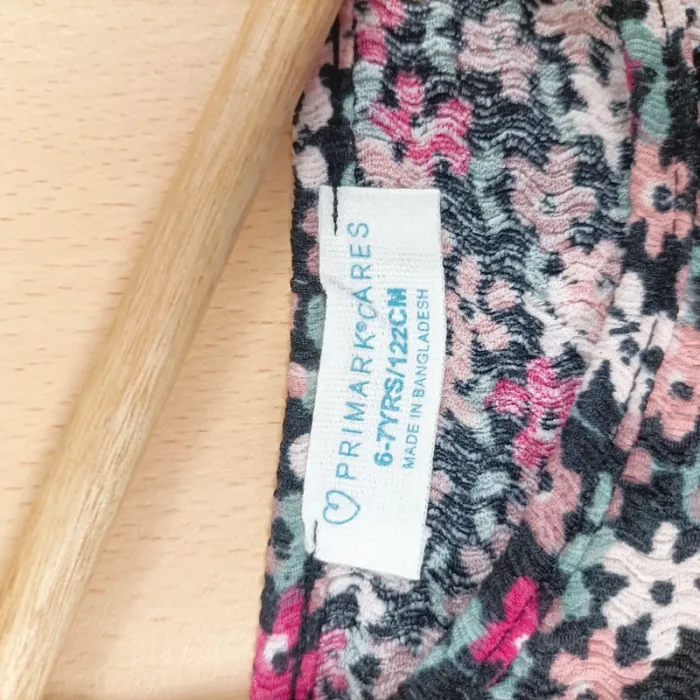 PRIMARK® CARES
6-7YRS/122CM
MADE IN BANGLADESH